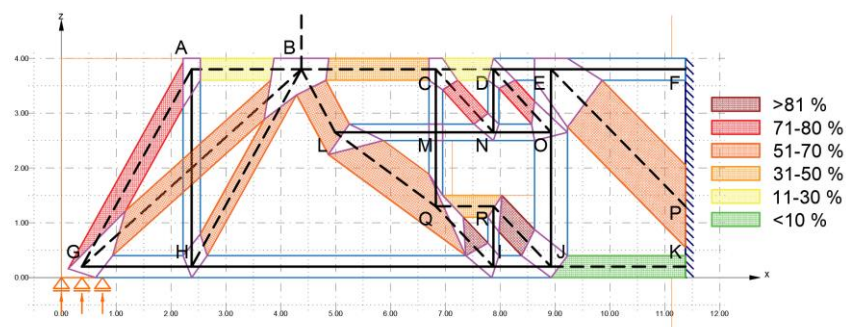 z
A B
4.00
C D E F
>81 %
71-80 %
3.00
L M N O
51-70 %
31-50 %
2.00
11-30 %
<10 %
Q R P
1.00
G H I J K
0.00
x
0.00 1.00 2.00 3.00 4.00 5.00 6.00 7.00 8.00 9.00 10.00 11.00 12.00